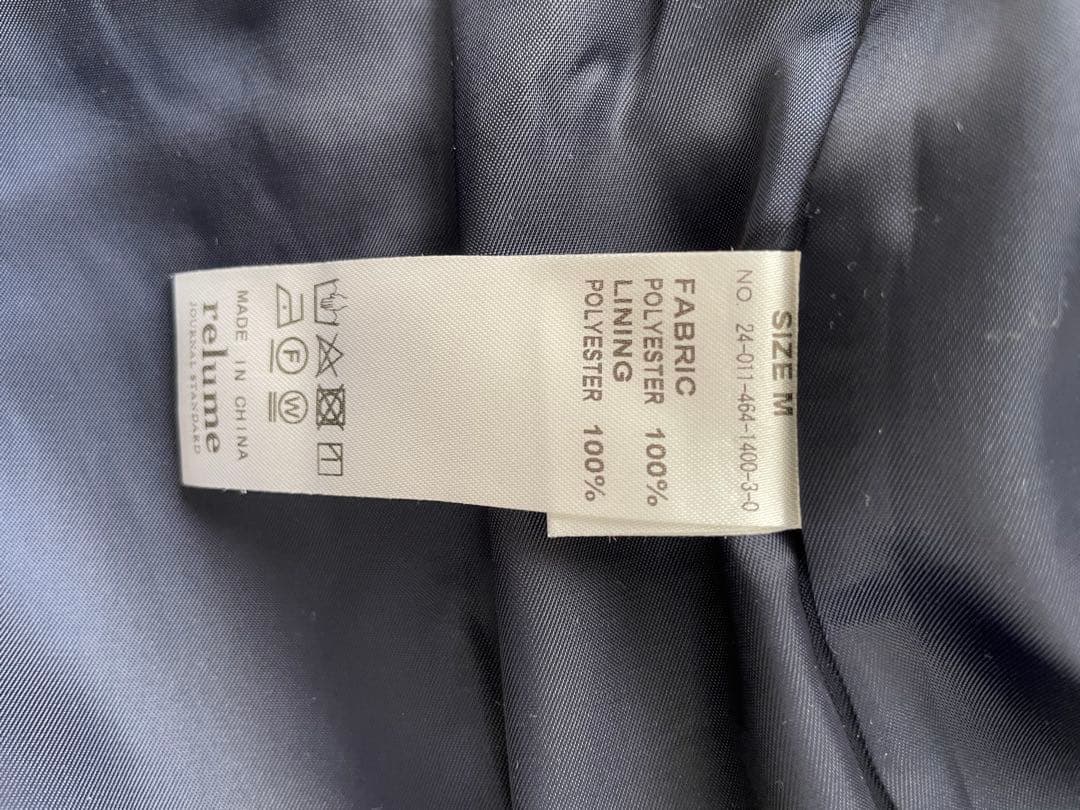 SIZE M
NO. 24-011-464-1400-3-0
FABRIC
POLYESTER 100%
LINING
POLYESTER 100%
F
W
MADE IN CHINA
relume
JOURNAL STANDARD